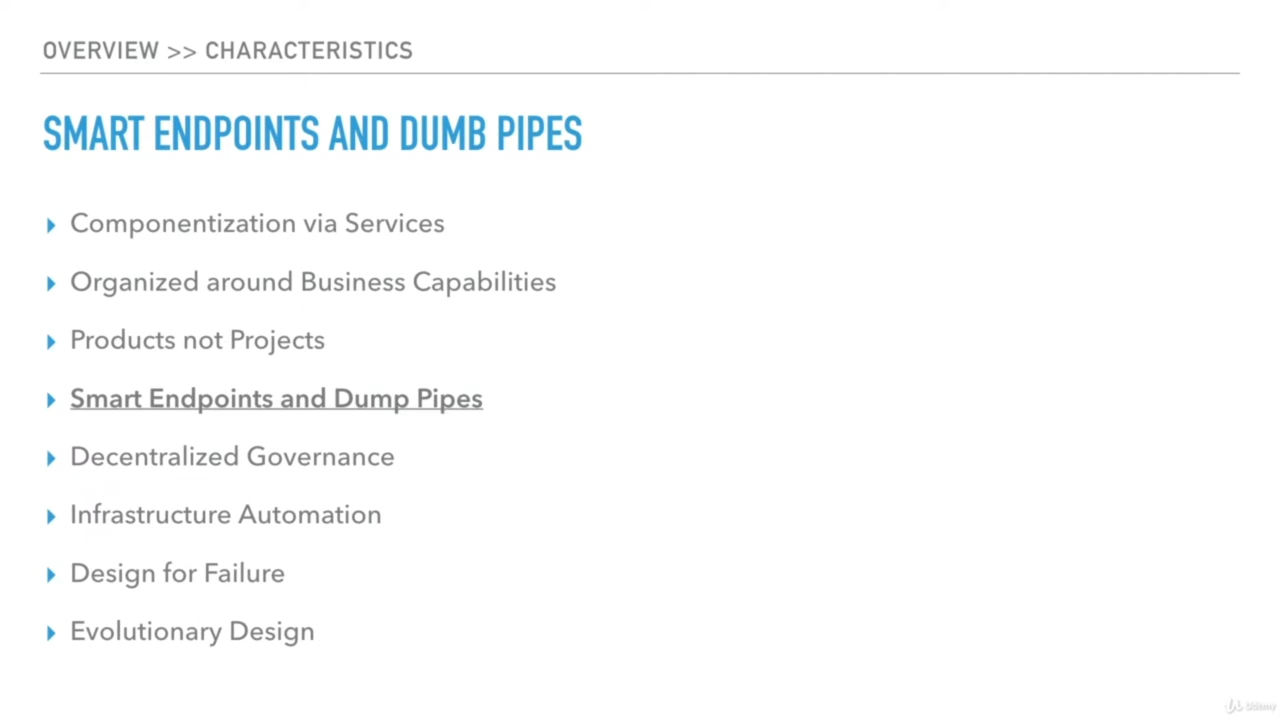 OVERVIEW >> CHARACTERISTICS
SMART ENDPOINTS AND DUMB PIPES
Componentization via Services
Organized around Business Capabilities
Products not Projects
Smart Endpoints and Dump Pipes
Decentralized Governance
Infrastructure Automation
Design for Failure
Evolutionary Design
Udemy